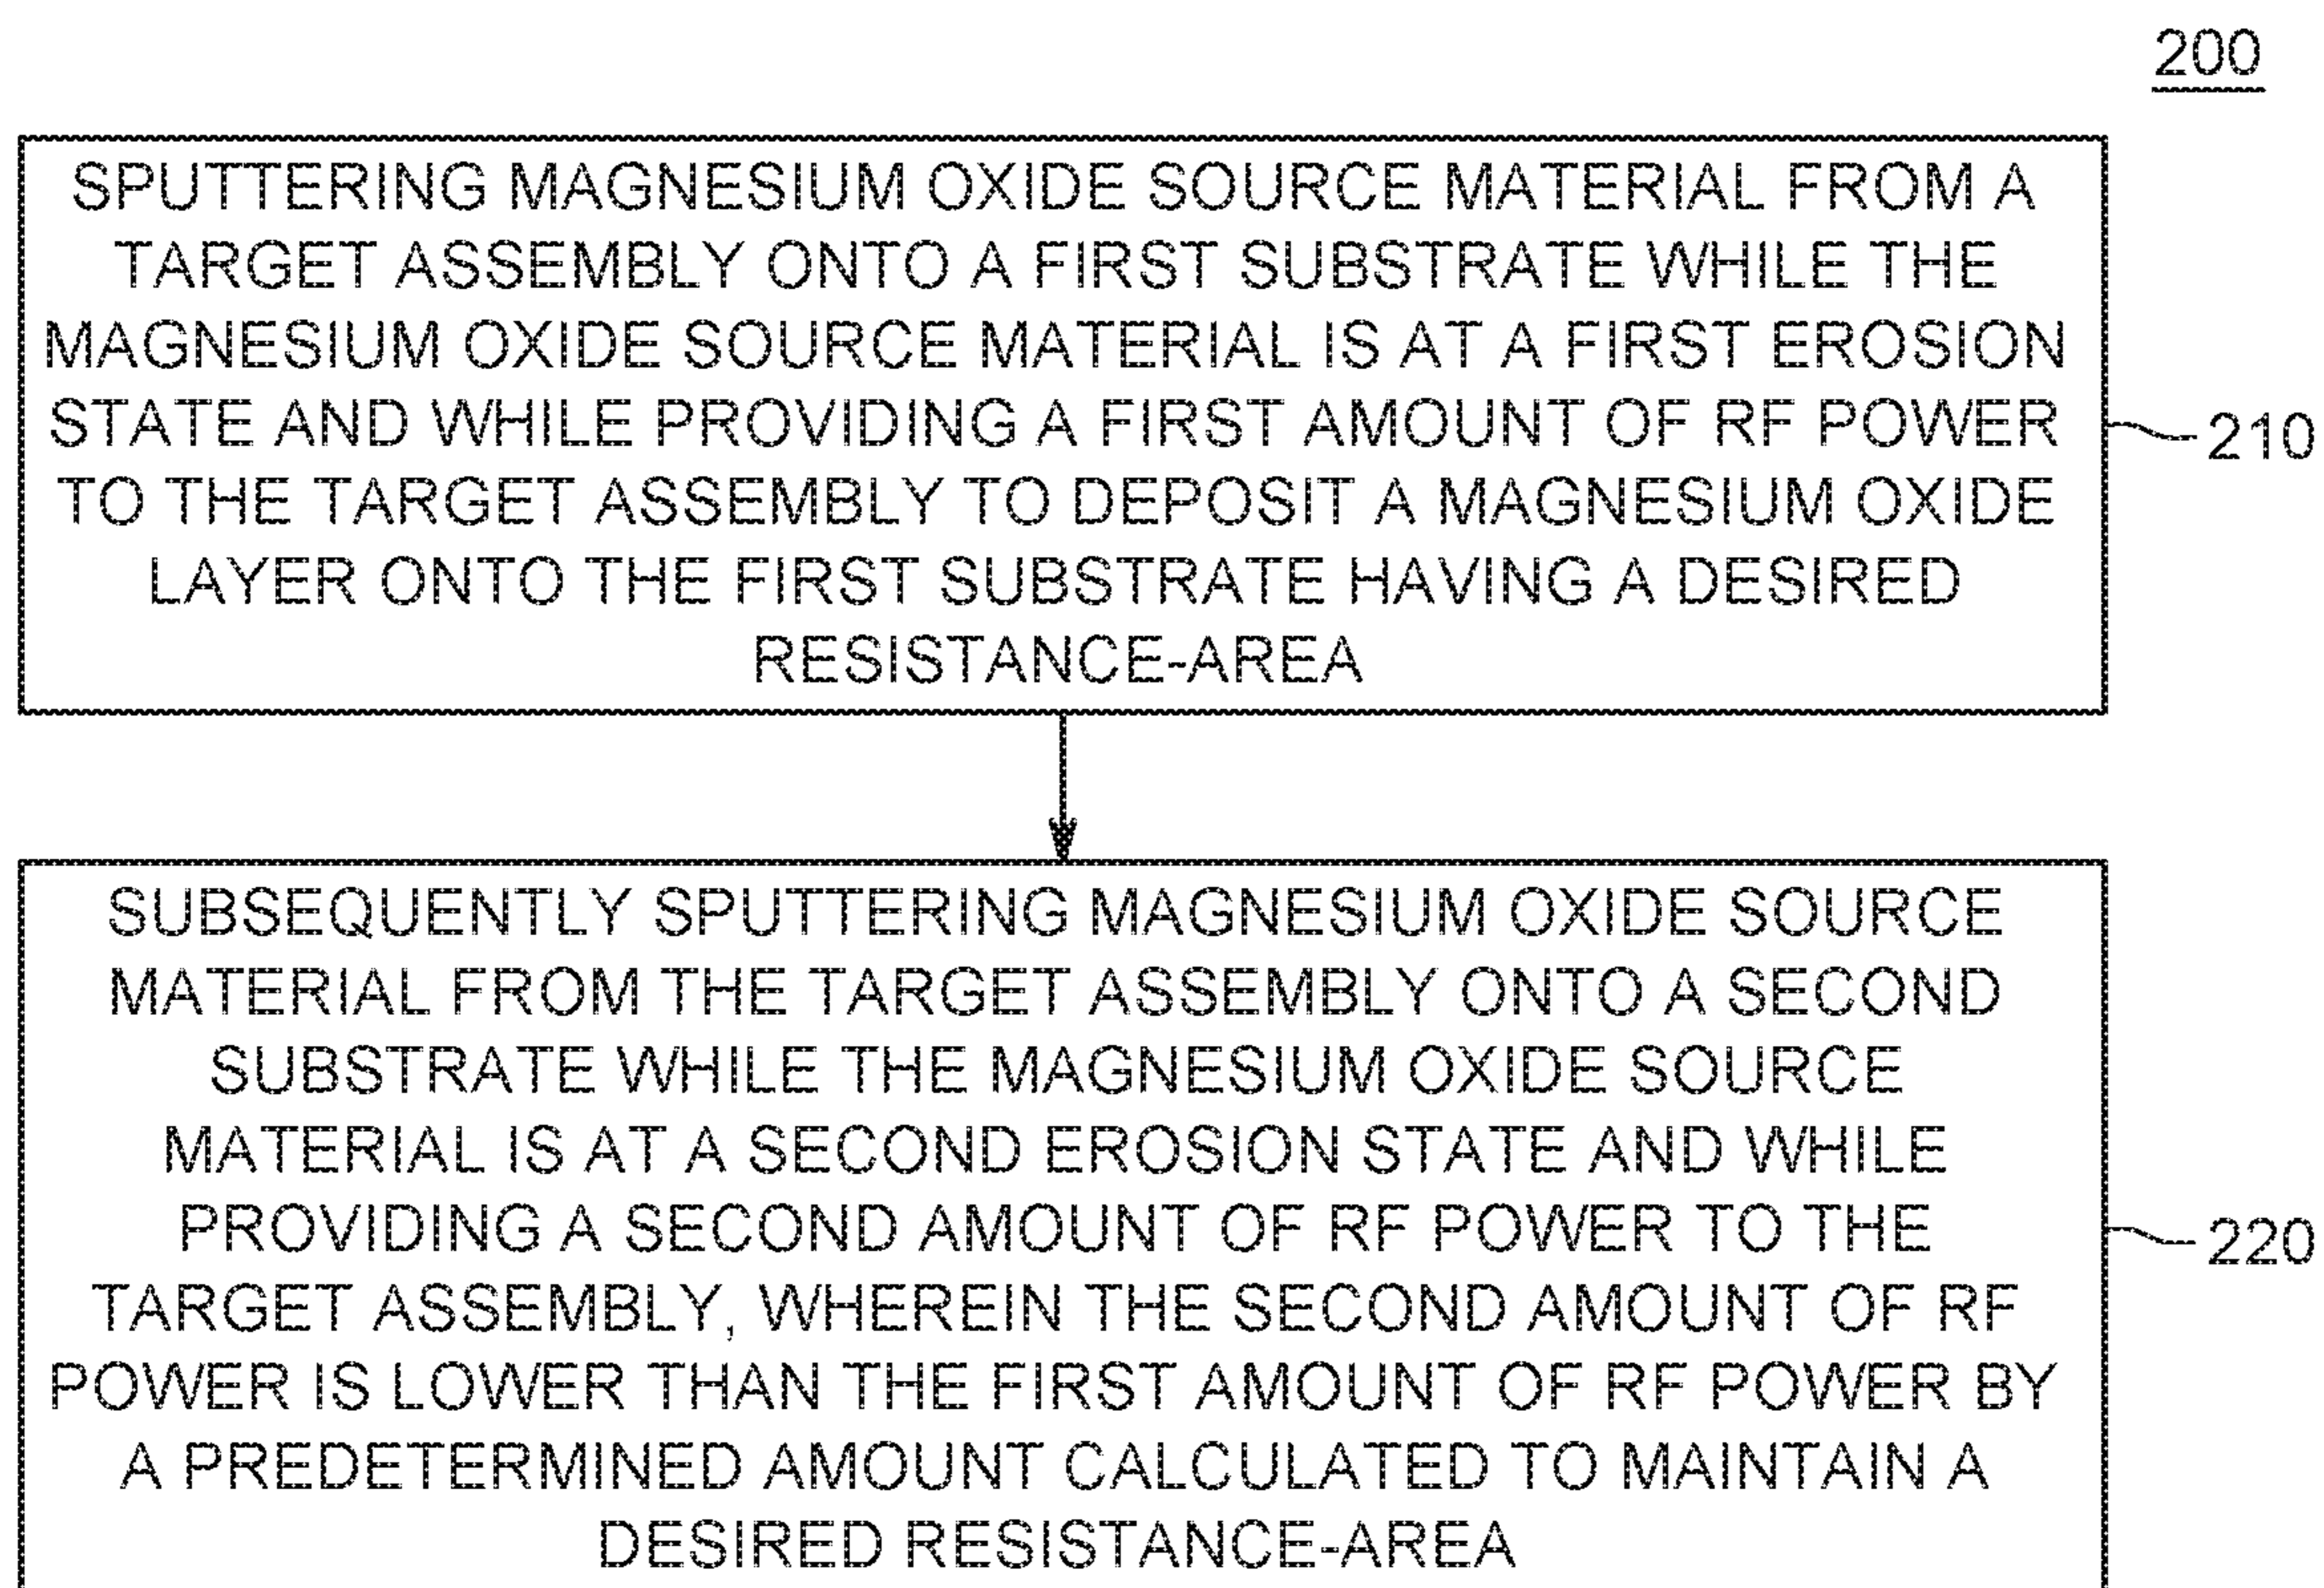 200
SPUTTERING MAGNESIUM OXIDE SOURCE MATERIAL FROM A
TARGET ASSEMBLY ONTO A FIRST SUBSTRATE WHILE THE
MAGNESIUM OXIDE SOURCE MATERIAL IS AT A FIRST EROSION
STATE AND WHILE PROVIDING A FIRST AMOUNT OF RF POWER
TO THE TARGET ASSEMBLY TO DEPOSIT A MAGNESIUM OXIDE
LAYER ONTO THE FIRST SUBSTRATE HAVING A DESIRED
RESISTANCE-AREA
210
SUBSEQUENTLY SPUTTERING MAGNESIUM OXIDE SOURCE
MATERIAL FROM THE TARGET ASSEMBLY ONTO A SECOND
SUBSTRATE WHILE THE MAGNESIUM OXIDE SOURCE
MATERIAL IS AT A SECOND EROSION STATE AND WHILE
PROVIDING A SECOND AMOUNT OF RF POWER TO THE
TARGET ASSEMBLY, WHEREIN THE SECOND AMOUNT OF RF
POWER IS LOWER THAN THE FIRST AMOUNT OF RF POWER BY
A PREDETERMINED AMOUNT CALCULATED TO MAINTAIN A
DESIRED RESISTANCE-AREA
220